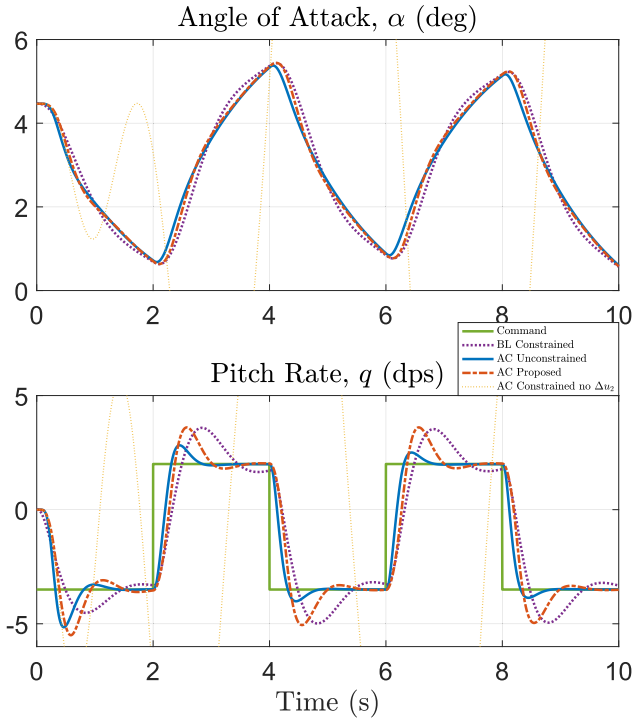 Angle of Attack, α (deg)
6
4
2
0
0 2 4 6 8 10
Command
BL Constrained
AC Unconstrained
AC Proposed
AC Constrained no Δu₂
Pitch Rate, q (dps)
5
0
-5
0 2 4 6 8 10
Time (s)